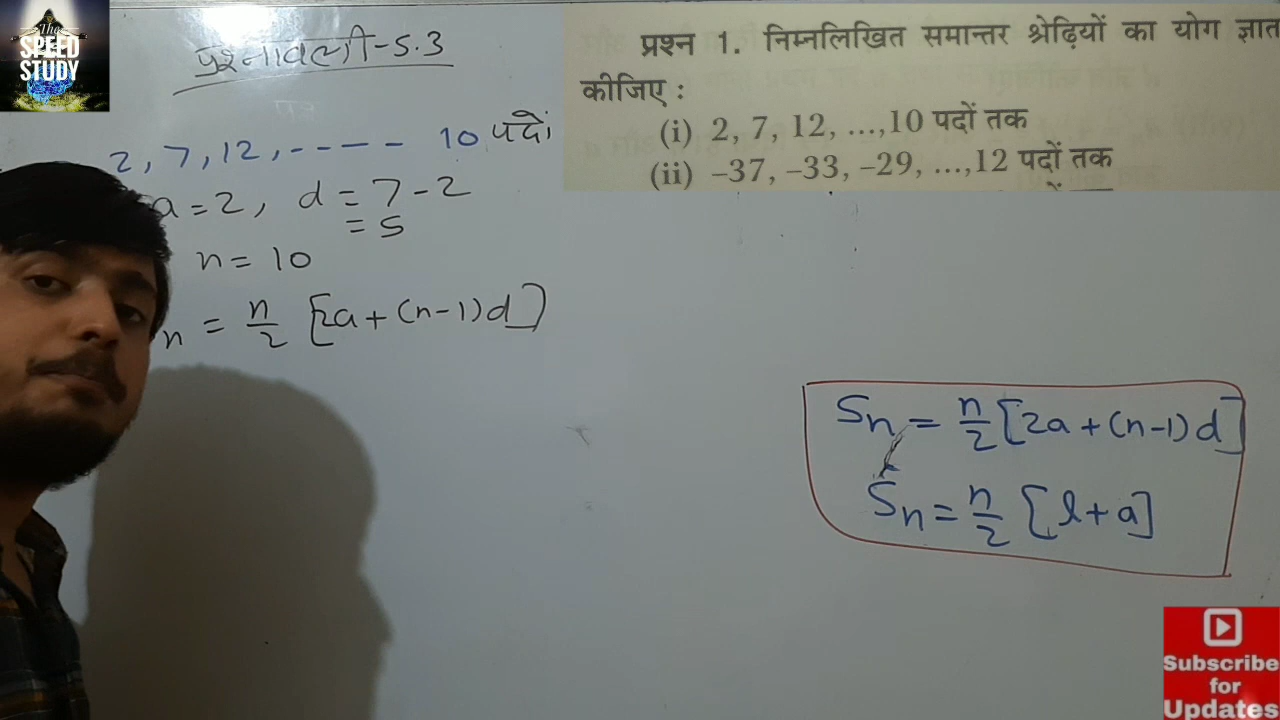 The
SPEED
STUDY
प्रश्नावली-5.3
प्रश्न 1. निम्नलिखित समान्तर श्रेढ़ियों का योग ज्ञात
कीजिए :
(i) 2, 7, 12, ...,10 पदों तक
(ii) –37, –33, –29, ...,12 पदों तक
2, 7, 12, ---- 10 पदों
a = 2, d = 7 - 2
= 5
n = 10
n = n/2 [2a + (n-1)d]
Sn = n/2 [2a + (n-1)d]
Sn = n/2 [l + a]
Subscribe
for
Updates